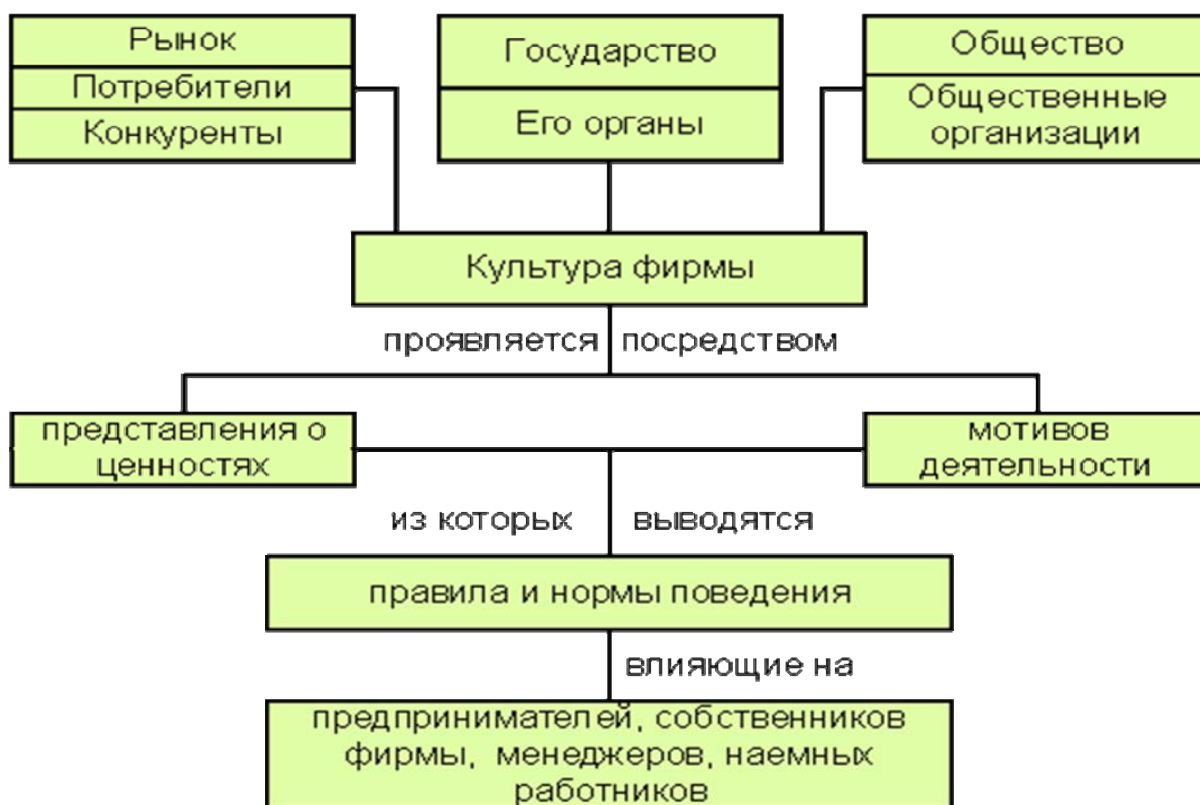 Рынок
Потребители
Конкуренты
Государство
Его органы
Общество
Общественные
организации
Культура фирмы
проявляется посредством
представления о
ценностях
мотивов
деятельности
из которых выводятся
правила и нормы поведения
влияющие на
предпринимателей, собственников
фирмы, менеджеров, наемных
работников